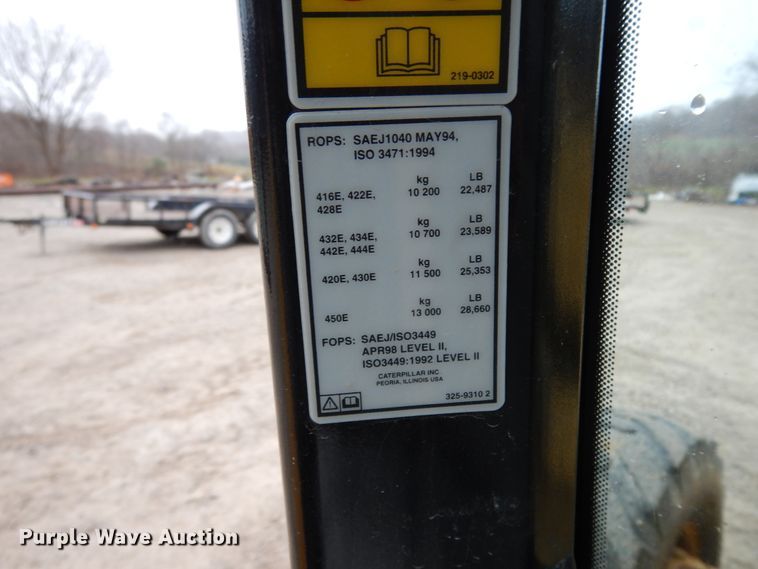 219-0302
ROPS: SAEJ1040 MAY94,
ISO 3471:1994
kg LB
416E, 422E, 10 200 22,487
428E
kg LB
432E, 434E, 10 700 23,589
442E, 444E
kg LB
420E, 430E 11 500 25,353
kg LB
450E 13 000 28,660
FOPS: SAEJ/ISO3449
APR98 LEVEL II,
ISO3449:1992 LEVEL II
CATERPILLAR INC
PEORIA, ILLINOIS USA
325-9310 2
Purple Wave Auction